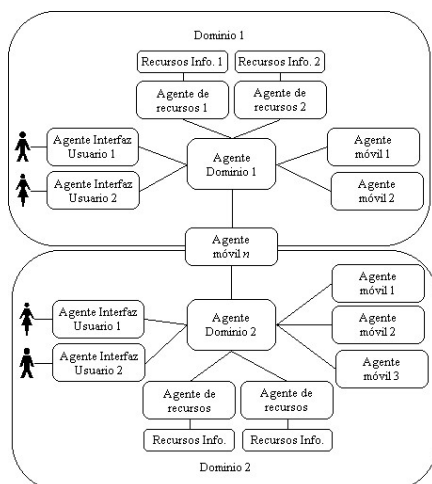 Dominio 1
Recursos Info. 1
Recursos Info. 2
Agente de
recursos 1
Agente de
recursos 2
Agente Interfaz
Usuario 1
Agente Interfaz
Usuario 2
Agente
Dominio 1
Agente
móvil 1
Agente
móvil 2
Agente
móvil n
Agente Interfaz
Usuario 1
Agente Interfaz
Usuario 2
Agente
Dominio 2
Agente
móvil 1
Agente
móvil 2
Agente
móvil 3
Agente de
recursos
Agente de
recursos
Recursos Info.
Recursos Info.
Dominio 2